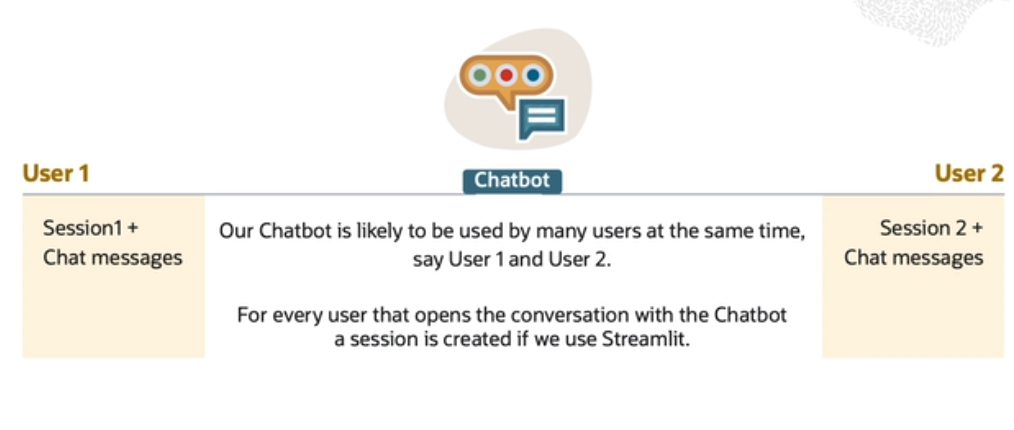 User 1
Chatbot
User 2
Session1 +
Chat messages
Our Chatbot is likely to be used by many users at the same time,
say User 1 and User 2.
For every user that opens the conversation with the Chatbot
a session is created if we use Streamlit.
Session 2 +
Chat messages